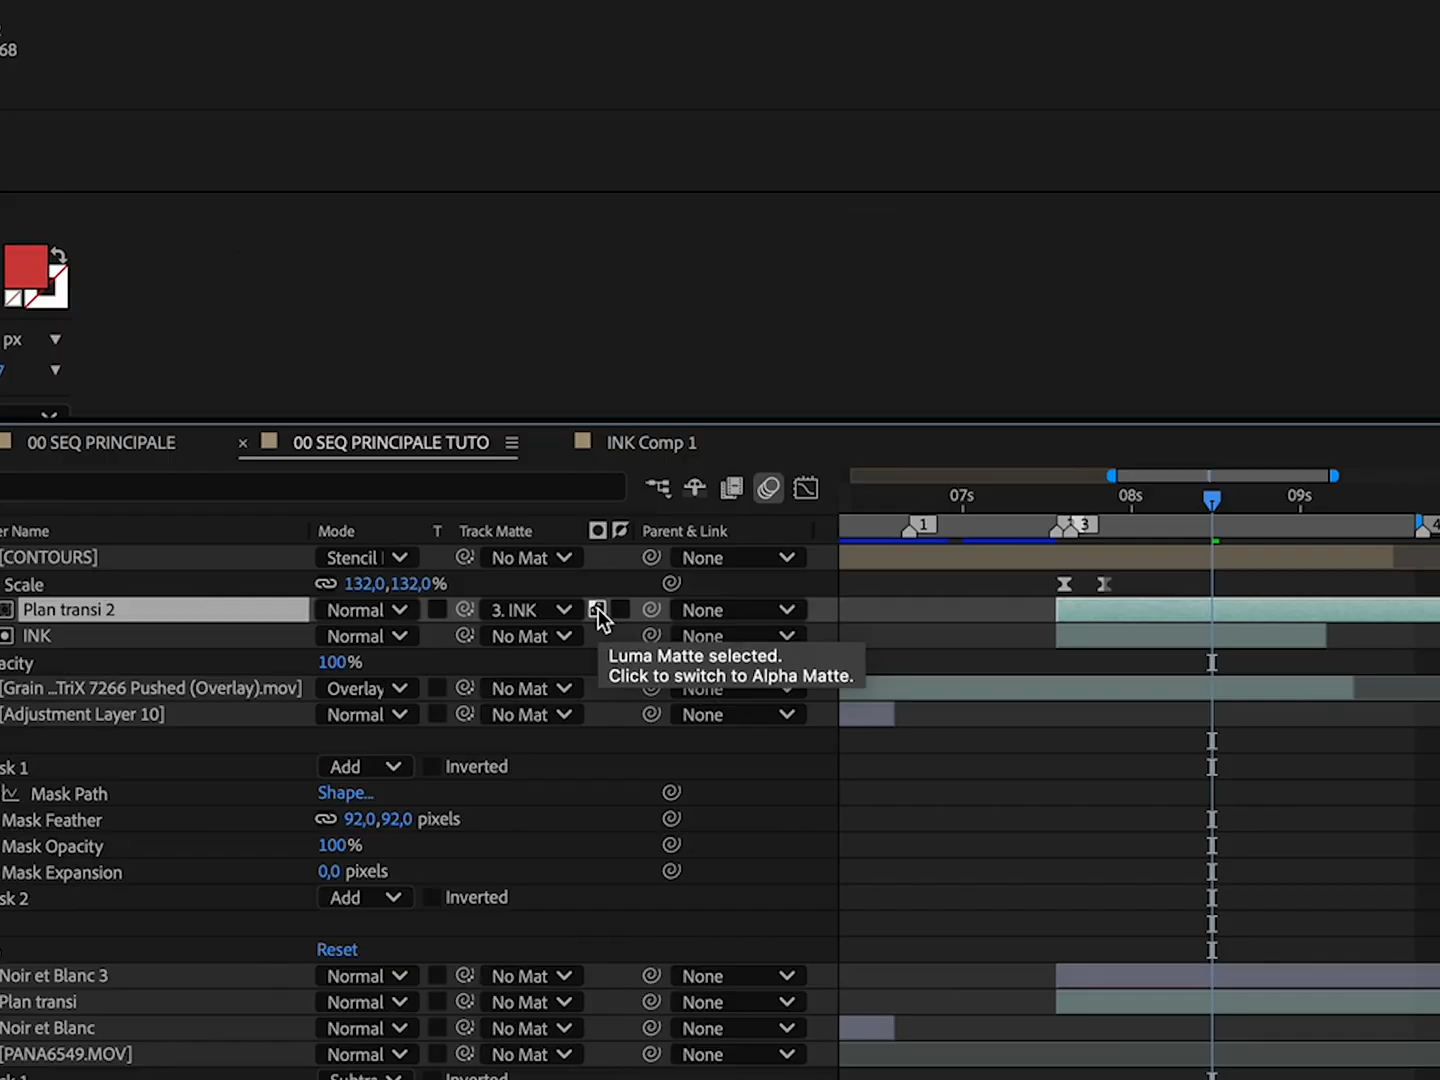 68
px
00 SEQ PRINCIPALE
× 00 SEQ PRINCIPALE TUTO
INK Comp 1
07s 08s 09s
er Name Mode T Track Matte Parent & Link
1 3 4
[CONTOURS] Stencil No Mat None
Scale 132,0,132,0%
Plan transi 2 Normal 3. INK None
INK Normal No Mat None
acity 100%
Luma Matte selected.
Click to switch to Alpha Matte.
[Grain ...TriX 7266 Pushed (Overlay).mov] Overlay No Mat None
[Adjustment Layer 10] Normal No Mat None
sk 1 Add Inverted
Mask Path Shape...
Mask Feather 92,0,92,0 pixels
Mask Opacity 100%
Mask Expansion 0,0 pixels
sk 2 Add Inverted
Reset
Noir et Blanc 3 Normal No Mat None
Plan transi Normal No Mat None
Noir et Blanc Normal No Mat None
[PANA6549.MOV] Normal No Mat None
Inverted